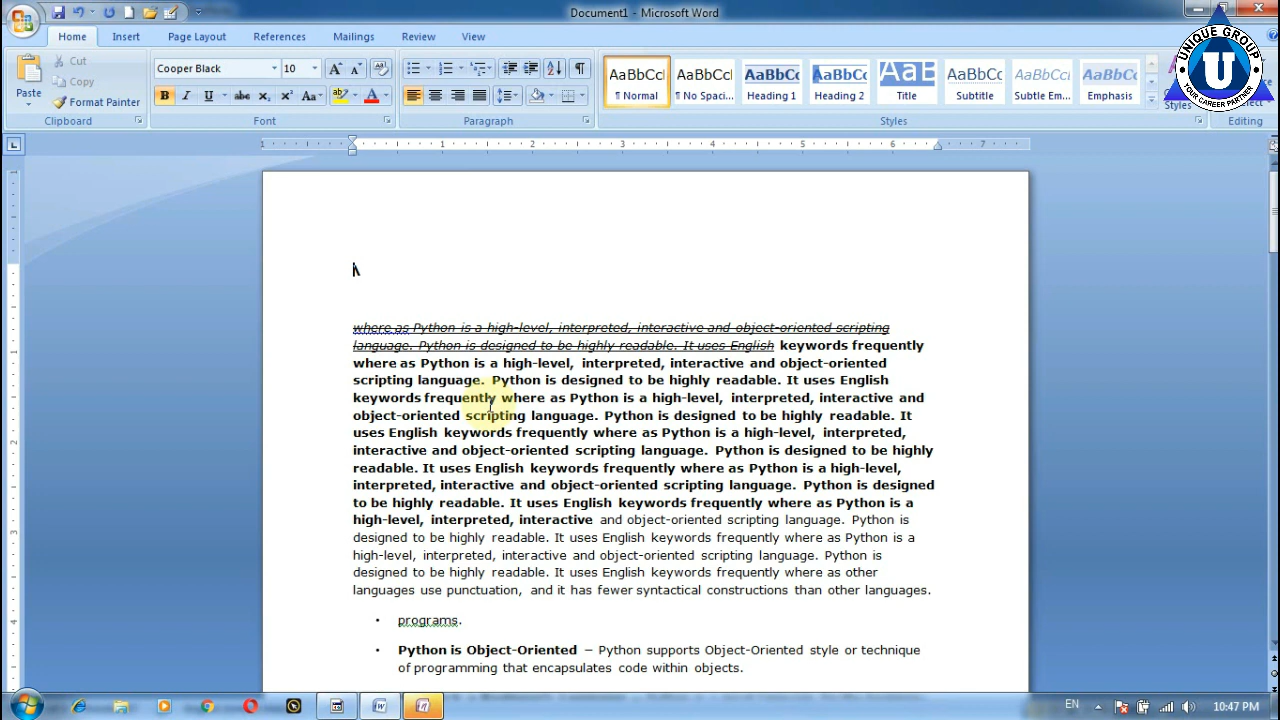 Document1 - Microsoft Word
Home Insert Page Layout References Mailings Review View
Paste
Cut
Copy
Format Painter
Clipboard
Cooper Black 10
Font
Paragraph
AaBbCcI AaBbCcI AaBbCc AaBbCc AaB AaBbCcI AaBbCcI AaBbCcI
¶ Normal ¶ No Spaci... Heading 1 Heading 2 Title Subtitle Subtle Em... Emphasis
Styles
Editing
UNIQUE GROUP
U
YOUR CAREER PARTNER
where as Python is a high-level, interpreted, interactive and object-oriented scripting
language. Python is designed to be highly readable. It uses English keywords frequently
where as Python is a high-level, interpreted, interactive and object-oriented
scripting language. Python is designed to be highly readable. It uses English
keywords frequently where as Python is a high-level, interpreted, interactive and
object-oriented scripting language. Python is designed to be highly readable. It
uses English keywords frequently where as Python is a high-level, interpreted,
interactive and object-oriented scripting language. Python is designed to be highly
readable. It uses English keywords frequently where as Python is a high-level,
interpreted, interactive and object-oriented scripting language. Python is designed
to be highly readable. It uses English keywords frequently where as Python is a
high-level, interpreted, interactive and object-oriented scripting language. Python is
designed to be highly readable. It uses English keywords frequently where as Python is a
high-level, interpreted, interactive and object-oriented scripting language. Python is
designed to be highly readable. It uses English keywords frequently where as other
languages use punctuation, and it has fewer syntactical constructions than other languages.
• programs.
• Python is Object-Oriented − Python supports Object-Oriented style or technique
of programming that encapsulates code within objects.
EN 10:47 PM